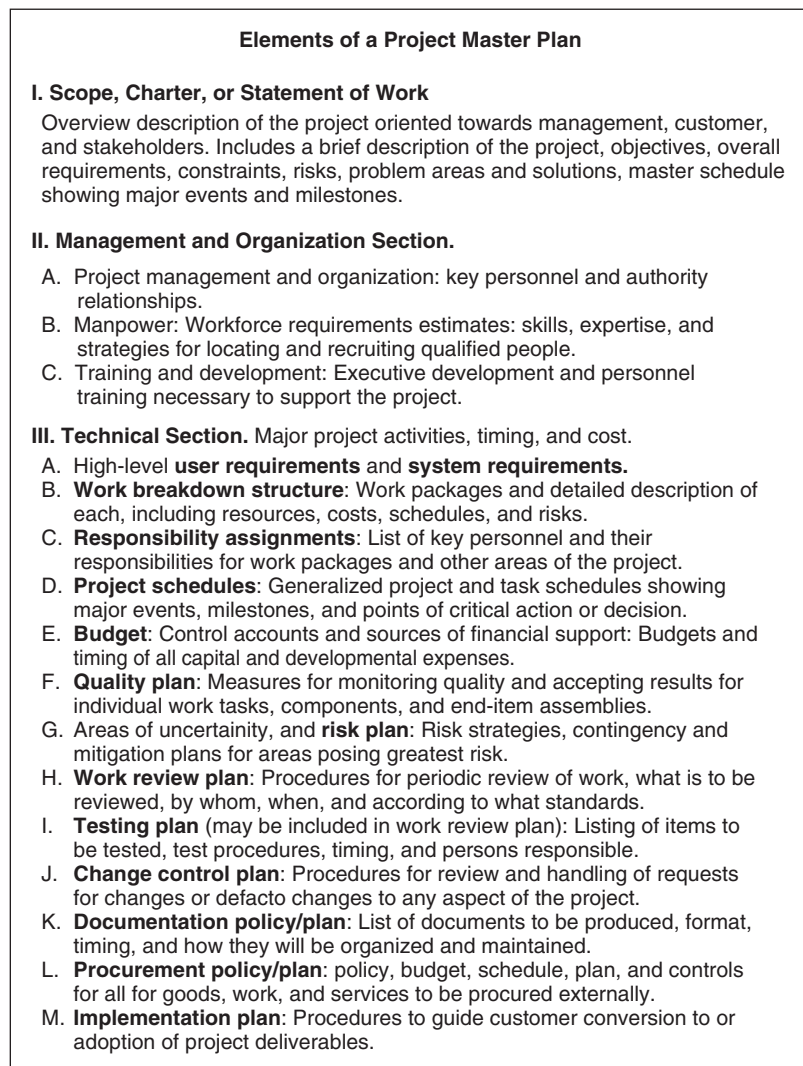 Elements of a Project Master Plan
I. Scope, Charter, or Statement of Work
Overview description of the project oriented towards management, customer,
and stakeholders. Includes a brief description of the project, objectives, overall
requirements, constraints, risks, problem areas and solutions, master schedule
showing major events and milestones.
II. Management and Organization Section.
A. Project management and organization: key personnel and authority
relationships.
B. Manpower: Workforce requirements estimates: skills, expertise, and
strategies for locating and recruiting qualified people.
C. Training and development: Executive development and personnel
training necessary to support the project.
III. Technical Section. Major project activities, timing, and cost.
A. High-level user requirements and system requirements.
B. Work breakdown structure: Work packages and detailed description of
each, including resources, costs, schedules, and risks.
C. Responsibility assignments: List of key personnel and their
responsibilities for work packages and other areas of the project.
D. Project schedules: Generalized project and task schedules showing
major events, milestones, and points of critical action or decision.
E. Budget: Control accounts and sources of financial support: Budgets and
timing of all capital and developmental expenses.
F. Quality plan: Measures for monitoring quality and accepting results for
individual work tasks, components, and end-item assemblies.
G. Areas of uncertainity, and risk plan: Risk strategies, contingency and
mitigation plans for areas posing greatest risk.
H. Work review plan: Procedures for periodic review of work, what is to be
reviewed, by whom, when, and according to what standards.
I. Testing plan (may be included in work review plan): Listing of items to
be tested, test procedures, timing, and persons responsible.
J. Change control plan: Procedures for review and handling of requests
for changes or defacto changes to any aspect of the project.
K. Documentation policy/plan: List of documents to be produced, format,
timing, and how they will be organized and maintained.
L. Procurement policy/plan: policy, budget, schedule, plan, and controls
for all for goods, work, and services to be procured externally.
M. Implementation plan: Procedures to guide customer conversion to or
adoption of project deliverables.